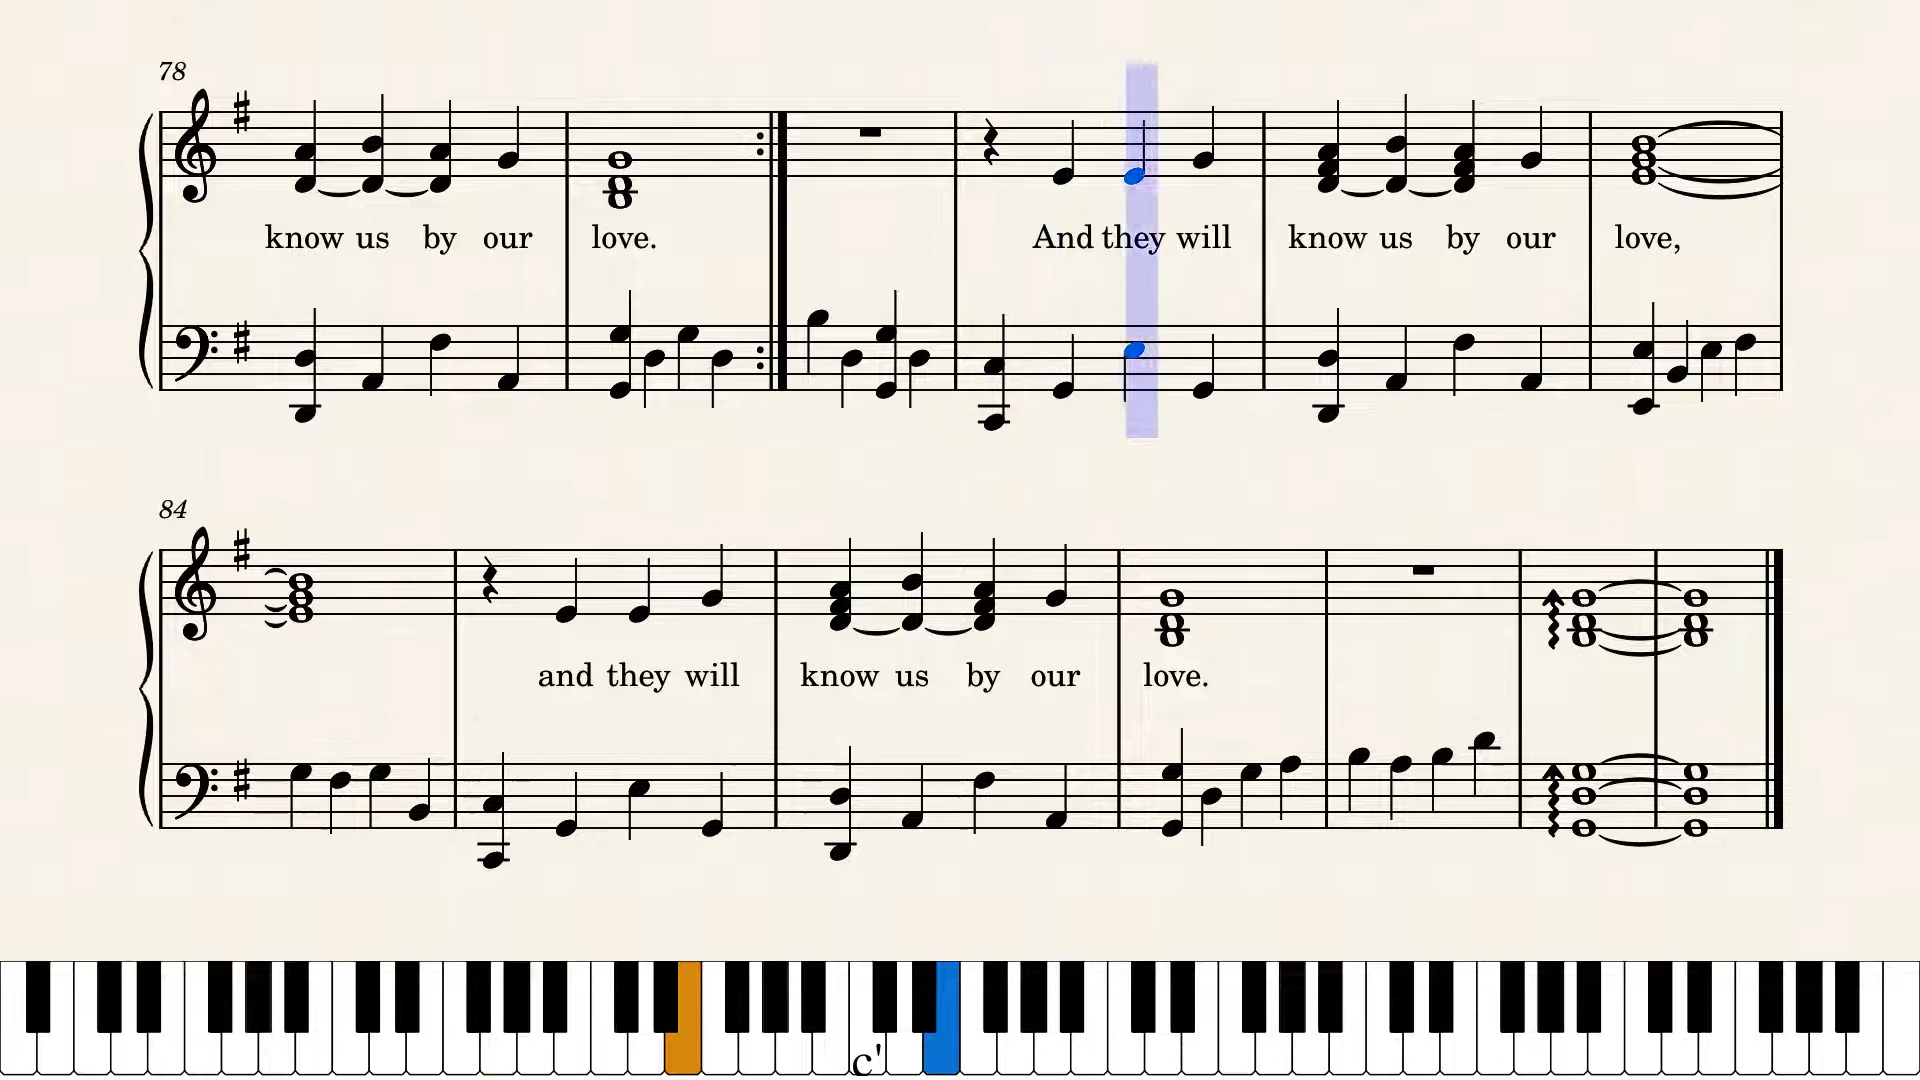 78
know us by our love. And they will know us by our love,
84
and they will know us by our love.
c'